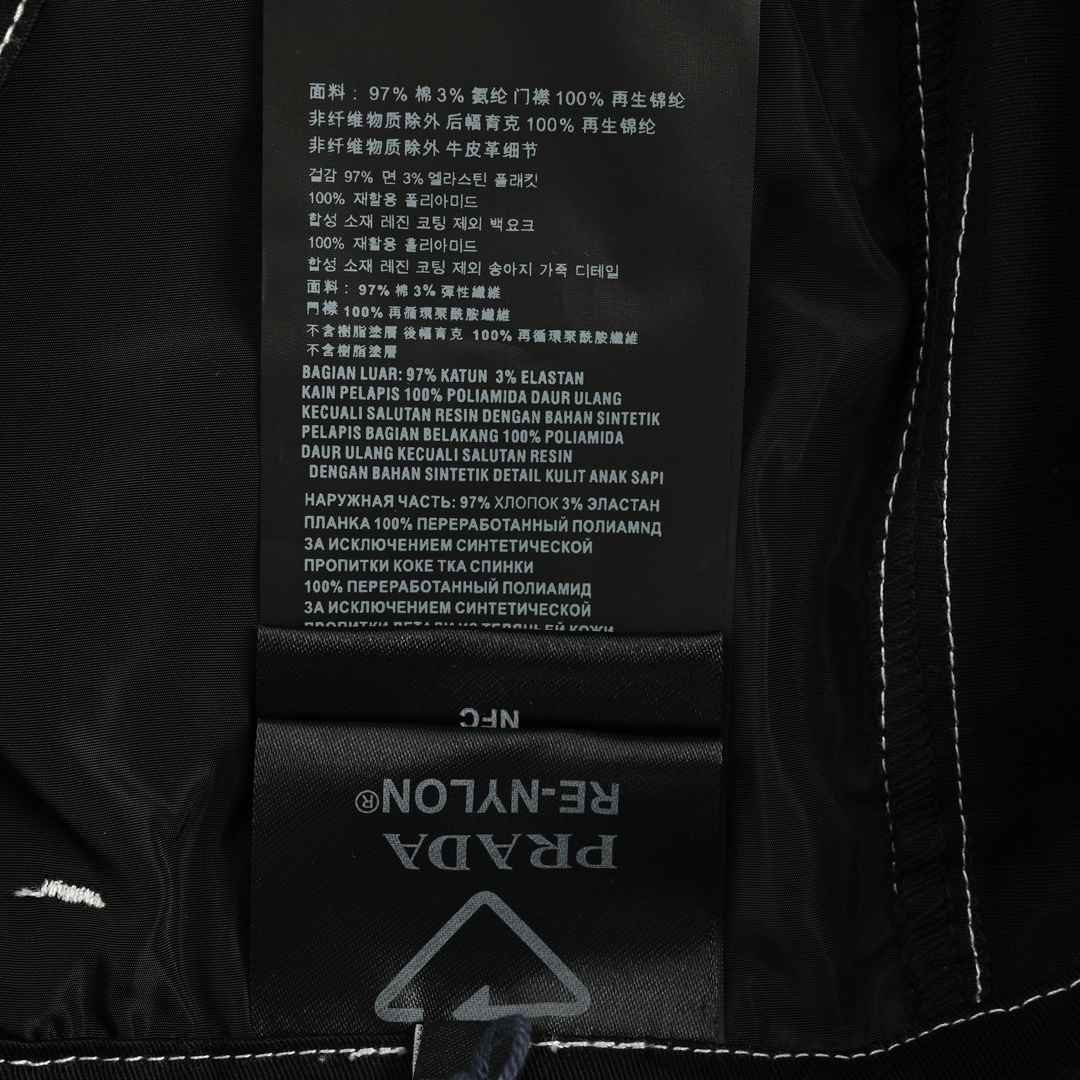 面料：97% 棉 3% 氨纶 门襟 100% 再生锦纶
非纤维物质除外 后幅育克 100% 再生锦纶
非纤维物质除外 牛皮革细节
겉감 97% 면 3% 엘라스틴 플래킷
100% 재활용 폴리아미드
합성 소재 레진 코팅 제외 백요크
100% 재활용 폴리아미드
합성 소재 레진 코팅 제외 송아지 가죽 디테일
面料：97% 棉 3% 彈性纖維
門襟 100% 再循環聚酰胺纖維
不含樹脂塗層 後幅育克 100% 再循環聚酰胺纖維
不含樹脂塗層
BAGIAN LUAR: 97% KATUN 3% ELASTAN
KAIN PELAPIS 100% POLIAMIDA DAUR ULANG
KECUALI SALUTAN RESIN DENGAN BAHAN SINTETIK
PELAPIS BAGIAN BELAKANG 100% POLIAMIDA
DAUR ULANG KECUALI SALUTAN RESIN
DENGAN BAHAN SINTETIK DETAIL KULIT ANAK SAPI
НАРУЖНАЯ ЧАСТЬ: 97% ХЛОПОК 3% ЭЛАСТАН
ПЛАНКА 100% ПЕРЕРАБОТАННЫЙ ПОЛИАМNД
ЗА ИСКЛЮЧЕНИЕМ СИНТЕТИЧЕСКОЙ
ПРОПИТКИ КОКЕ ТКА СПИНКИ
100% ПЕРЕРАБОТАННЫЙ ПОЛИАМИД
ЗА ИСКЛЮЧЕНИЕМ СИНТЕТИЧЕСКОЙ
ПРОПИТКИ ДЕТАЛИ ИЗ ТЕЛЯЧЬЕЙ КОЖИ
NFC
RE-NYLON®
PRADA